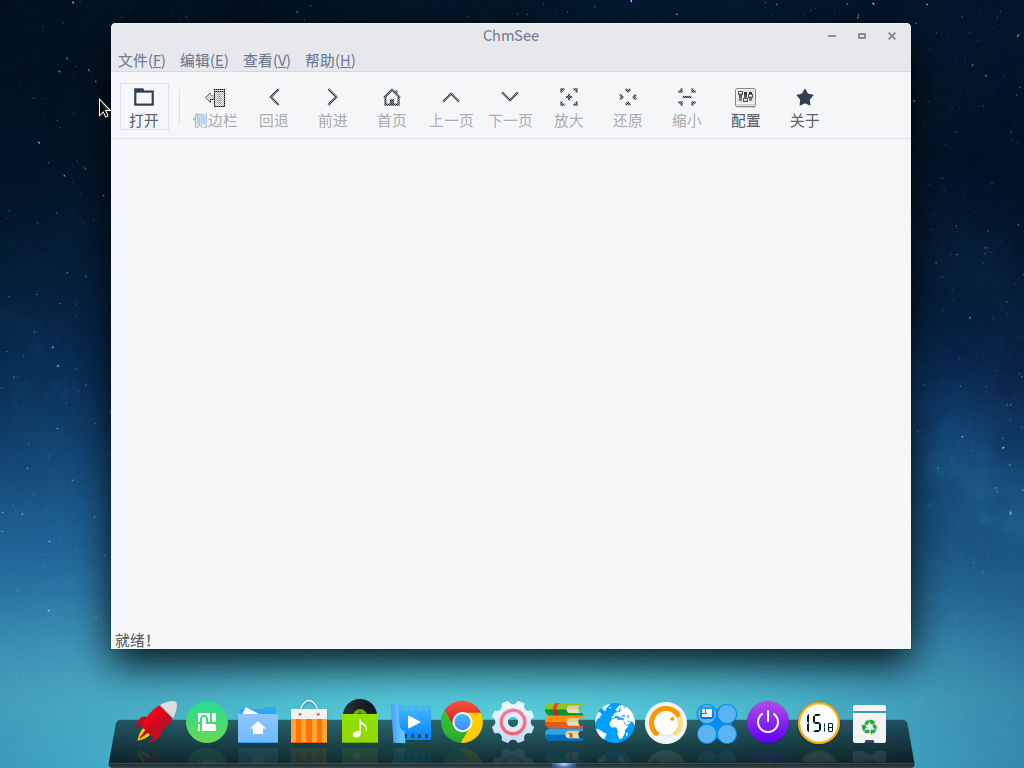 ChmSee
文件(F) 编辑(E) 查看(V) 帮助(H)
打开 侧边栏 回退 前进 首页 上一页 下一页 放大 还原 缩小 配置 关于
就绪!
15 18